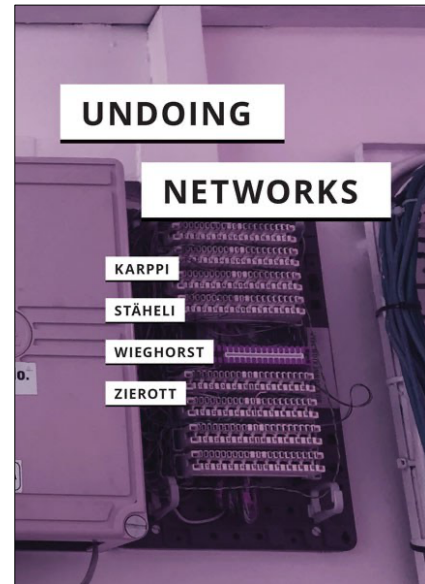 UNDOING
NETWORKS
KARPPI
STÄHELI
WIEGHORST
ZIEROTT
O.